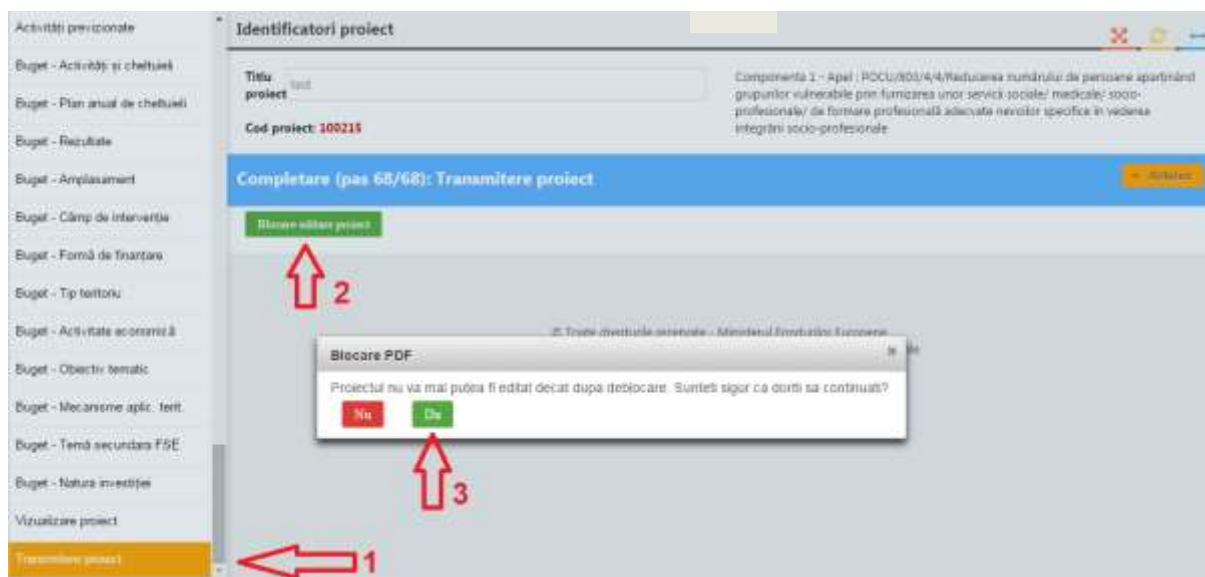 Activități previzionate
Buget - Activități și cheltuieli
Buget - Plan anual de cheltuieli
Buget - Rezultate
Buget - Amplasament
Buget - Câmp de intervenție
Buget - Formă de finanțare
Buget - Tip teritoriu
Buget - Activitate economică
Buget - Obiectiv tematic
Buget - Mecanisme aplic. terit.
Buget - Temă secundara FSE
Buget - Natura investiției
Vizualizare proiect
Transmitere proiect
Identificatori proiect
Titlu proiect
test
Cod proiect: 100215
Componenta 1 - Apel : POCU/803/4/4/Reducerea numărului de persoane aparținând
grupurilor vulnerabile prin furnizarea unor servicii sociale/ medicale/ socio-
profesionale/ de formare profesională adecvate nevoilor specifice în vederea
integrării socio-profesionale
Completare (pas 68/68): Transmitere proiect
Blocare editare proiect
2
© Toate drepturile rezervate - Ministerul Fondurilor Europene
Blocare PDF
Proiectul nu va mai putea fi editat decat dupa deblocare. Sunteti sigur ca doriti sa continuati?
Nu
Da
3
1